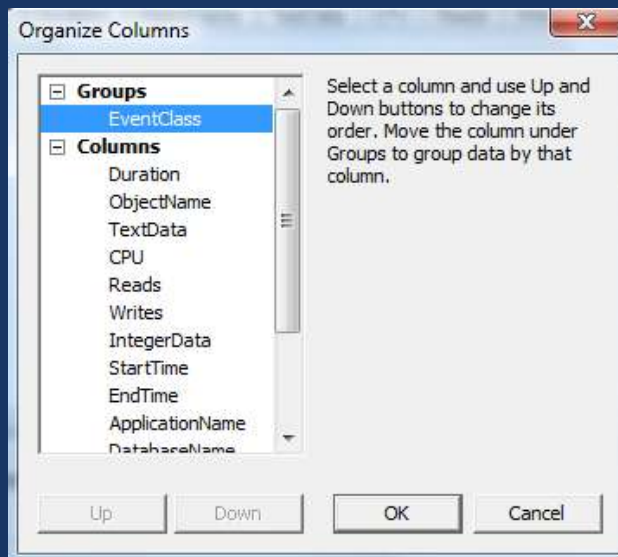 Organize Columns
Groups
EventClass
Columns
Duration
ObjectName
TextData
CPU
Reads
Writes
IntegerData
StartTime
EndTime
ApplicationName
DatabaseName
Select a column and use Up and
Down buttons to change its
order. Move the column under
Groups to group data by that
column.
Up
Down
OK
Cancel